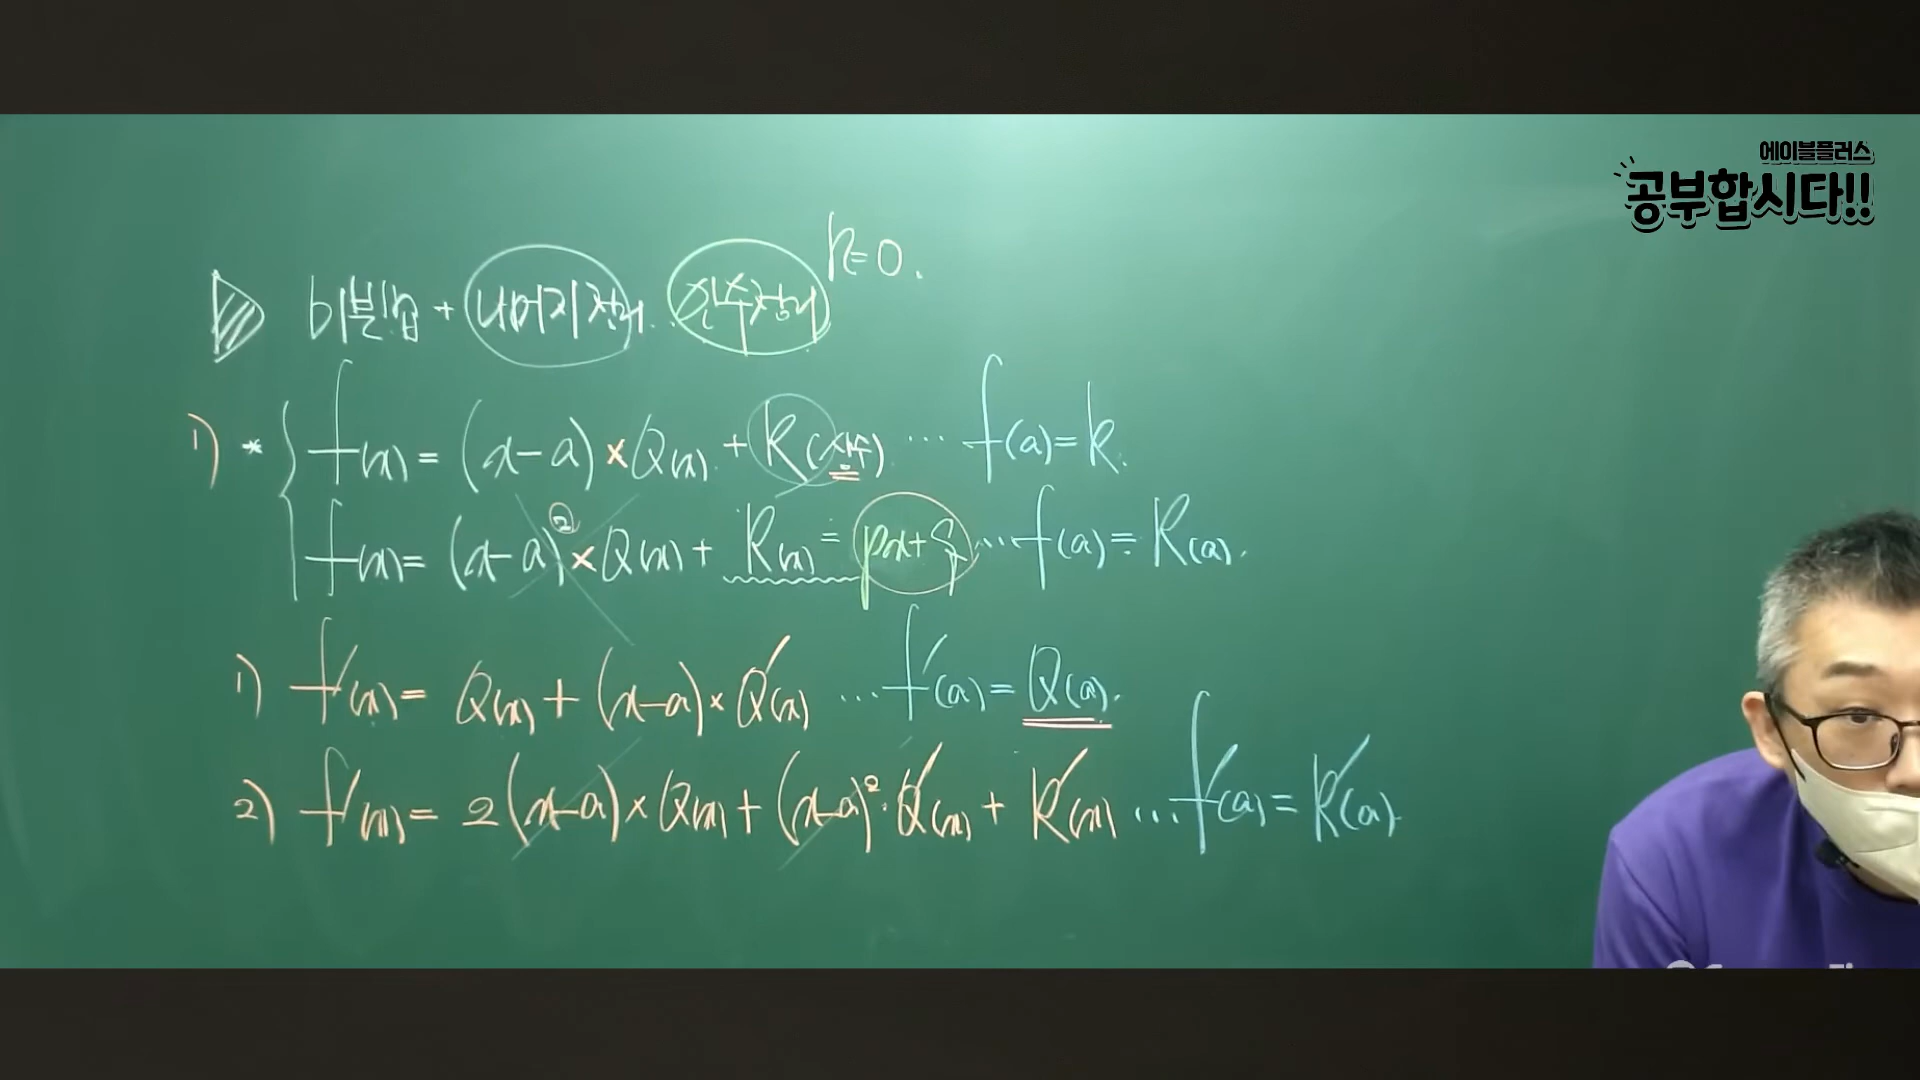 에이블플러스
공부합시다!!
R=0.
미분법 + 나머지정리. 인수정리
1) * f(x) = (x-a) × Q(x) + R(상수) ... f(a) = R.
f(x) = (x-a)² × Q(x) + R(x) = px+q ... f(a) = R(a).
1) f'(x) = Q(x) + (x-a) × Q'(x) ... f'(a) = Q(a).
2) f'(x) = 2(x-a) × Q(x) + (x-a)²·Q'(x) + R'(x) ... f'(a) = R'(a).